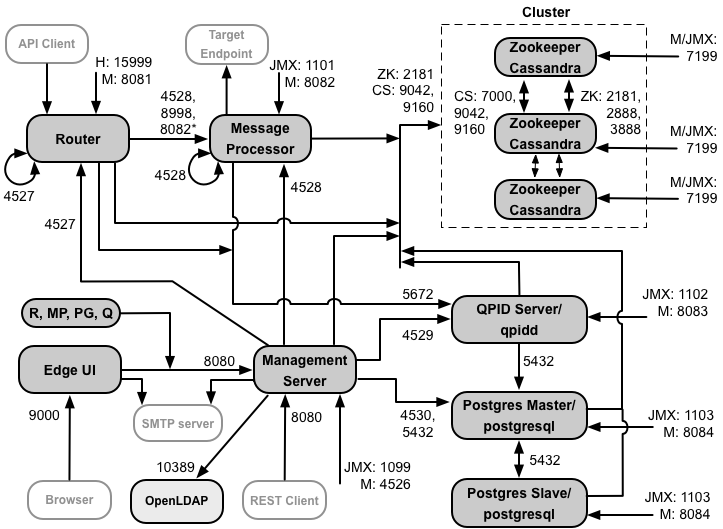 Cluster
API Client
Target
Endpoint
H: 15999
M: 8081
JMX: 1101
M: 8082
ZK: 2181
CS: 9042,
9160
Zookeeper
Cassandra
M/JMX:
7199
CS: 7000,
9042,
9160
ZK: 2181,
2888,
3888
4528,
8998,
8082*
Router
Message
Processor
Zookeeper
Cassandra
M/JMX:
7199
4527
4528
4528
Zookeeper
Cassandra
M/JMX:
7199
4527
5672
R, MP, PG, Q
QPID Server/
qpidd
JMX: 1102
M: 8083
4529
Edge UI
8080
Management
Server
5432
9000
SMTP server
8080
4530,
5432
Postgres Master/
postgresql
JMX: 1103
M: 8084
10389
JMX: 1099
M: 4526
5432
Browser
OpenLDAP
REST Client
Postgres Slave/
postgresql
JMX: 1103
M: 8084